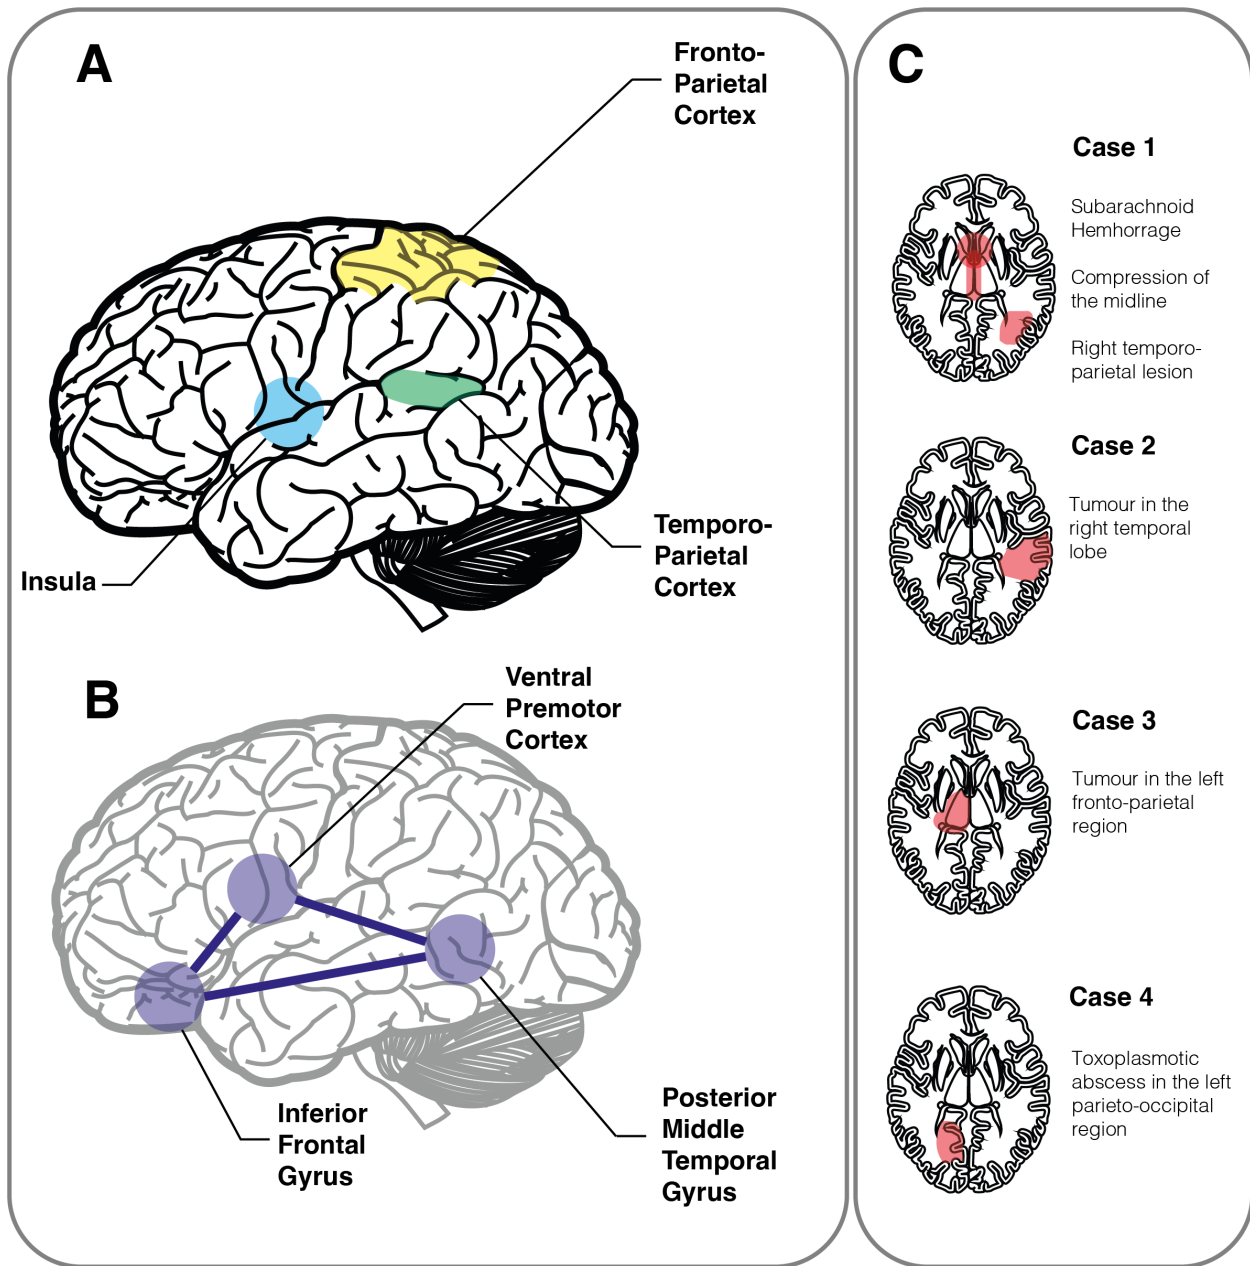 A
Fronto-
Parietal
Cortex
Insula
Temporo-
Parietal
Cortex
B
Ventral
Premotor
Cortex
Inferior
Frontal
Gyrus
Posterior
Middle
Temporal
Gyrus
C
Case 1
Subarachnoid
Hemhorrage
Compression of
the midline
Right temporo-
parietal lesion
Case 2
Tumour in the
right temporal
lobe
Case 3
Tumour in the left
fronto-parietal
region
Case 4
Toxoplasmotic
abscess in the left
parieto-occipital
region